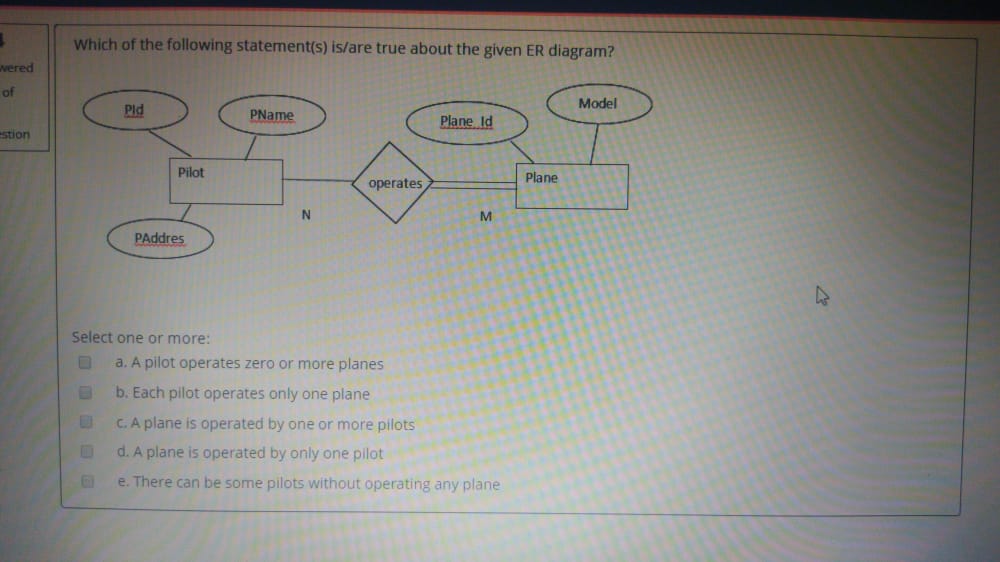 wered
of
estion
Which of the following statement(s) is/are true about the given ER diagram?
PId
PName
Plane_Id
Model
Pilot
operates
Plane
N
M
PAddres
Select one or more:
a. A pilot operates zero or more planes
b. Each pilot operates only one plane
c. A plane is operated by one or more pilots
d. A plane is operated by only one pilot
e. There can be some pilots without operating any plane